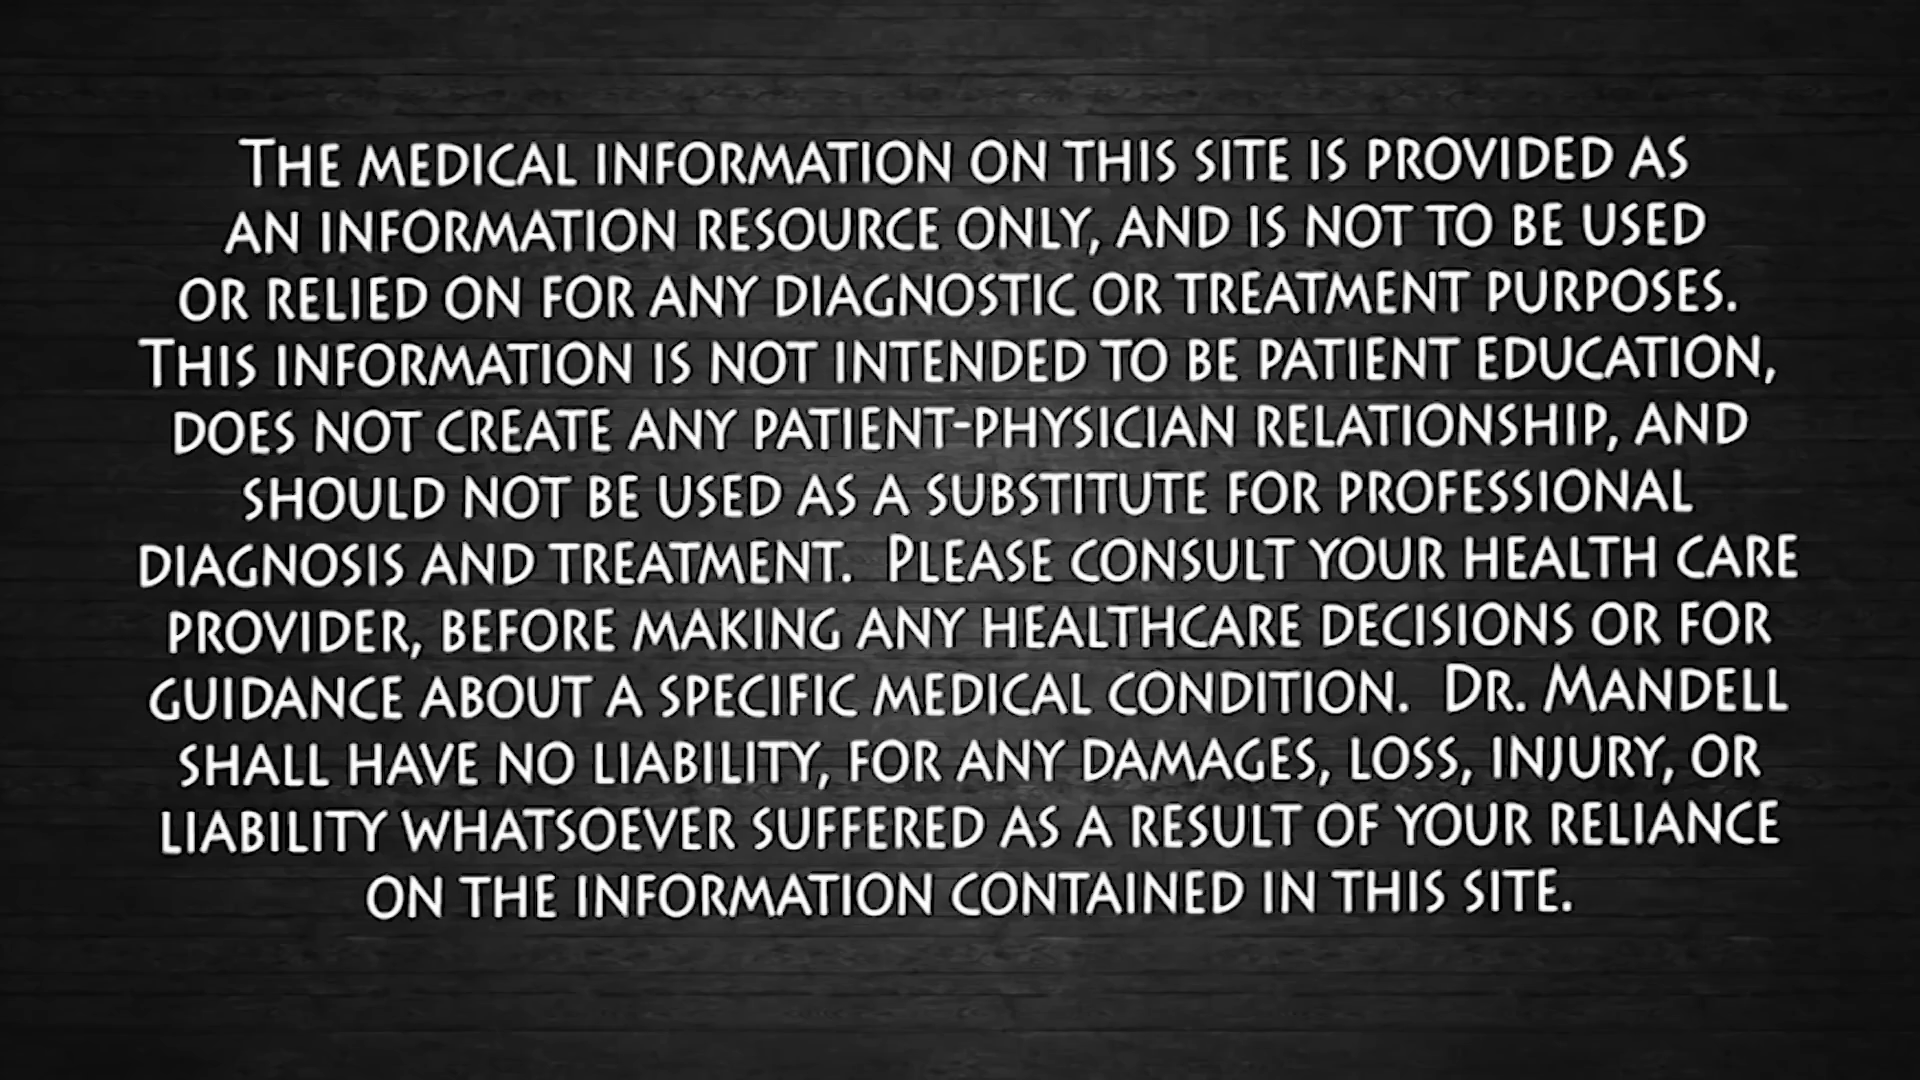 The medical information on this site is provided as
an information resource only, and is not to be used
or relied on for any diagnostic or treatment purposes.
This information is not intended to be patient education,
does not create any patient-physician relationship, and
should not be used as a substitute for professional
diagnosis and treatment.  Please consult your health care
provider, before making any healthcare decisions or for
guidance about a specific medical condition.  Dr. Mandell
shall have no liability, for any damages, loss, injury, or
liability whatsoever suffered as a result of your reliance
on the information contained in this site.